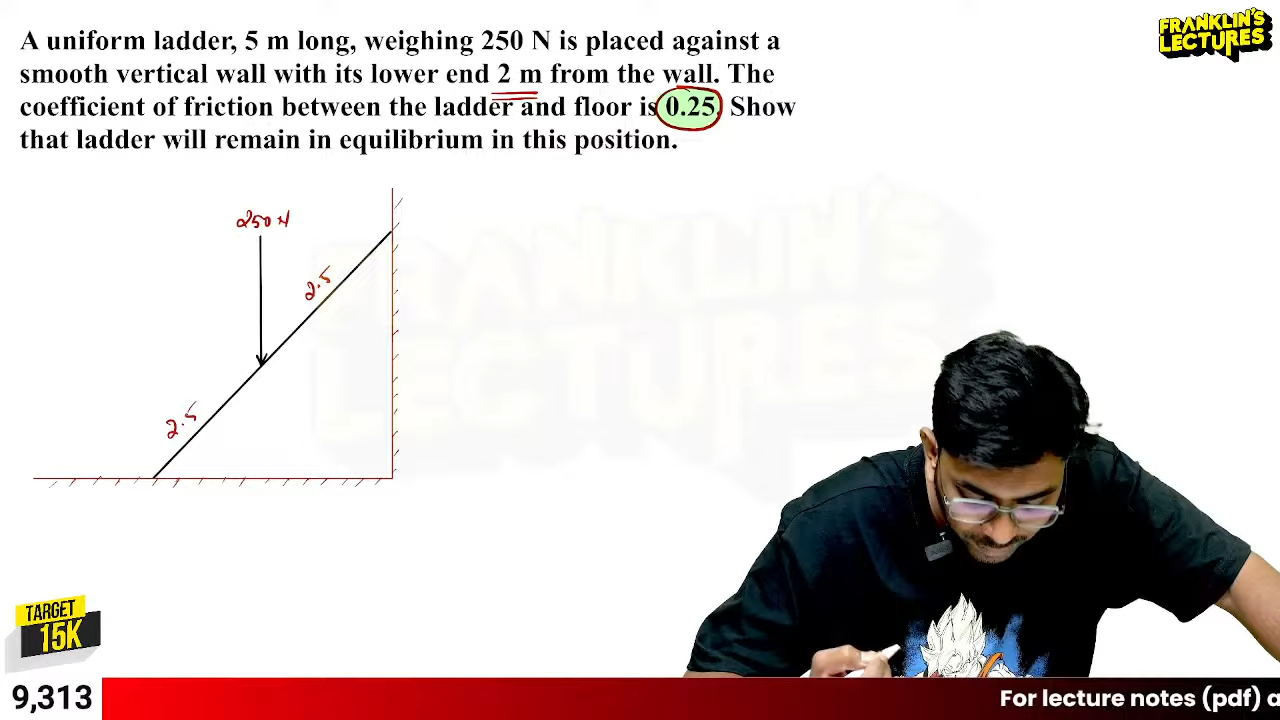 A uniform ladder, 5 m long, weighing 250 N is placed against a
smooth vertical wall with its lower end 2 m from the wall. The
coefficient of friction between the ladder and floor is 0.25. Show
that ladder will remain in equilibrium in this position.
FRANKLIN'S
LECTURES
250 N
2.5
2.5
FRANKLIN'S
LECTURES
TARGET
15K
9,313
For lecture notes (pdf) a